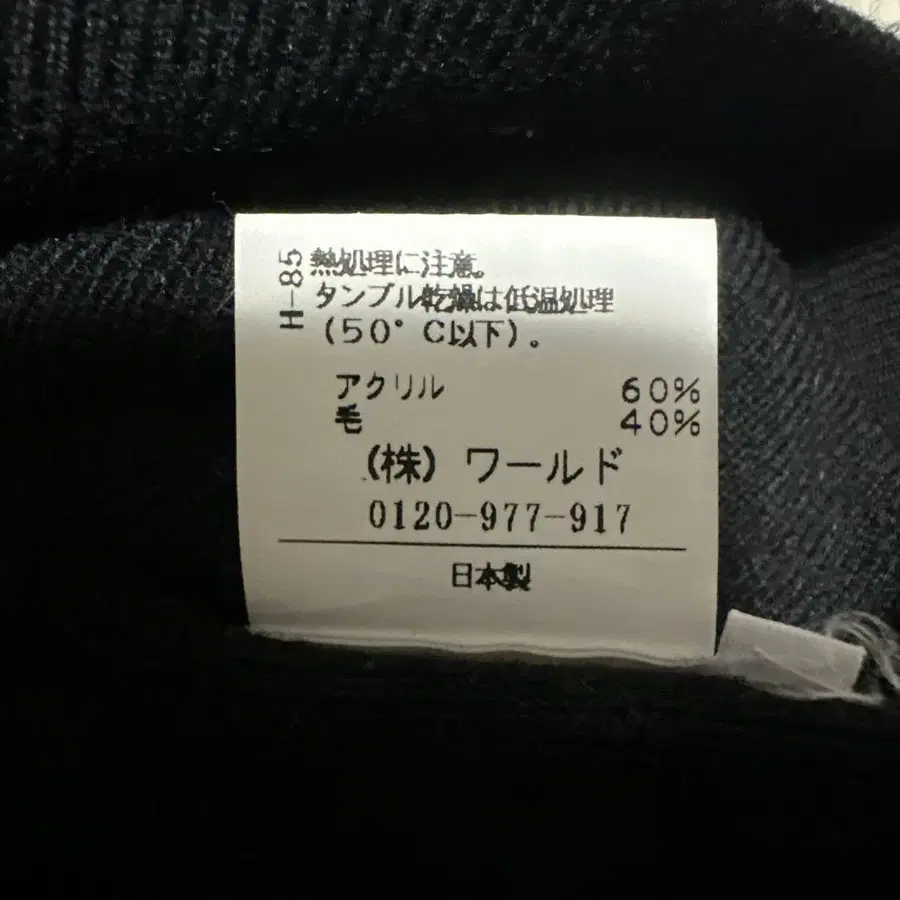 H-85
熱処理に注意。
タンブル乾燥は低温処理
(50°C以下)。
アクリル 60%
毛 40%
(株) ワールド
0120-977-917
日本製